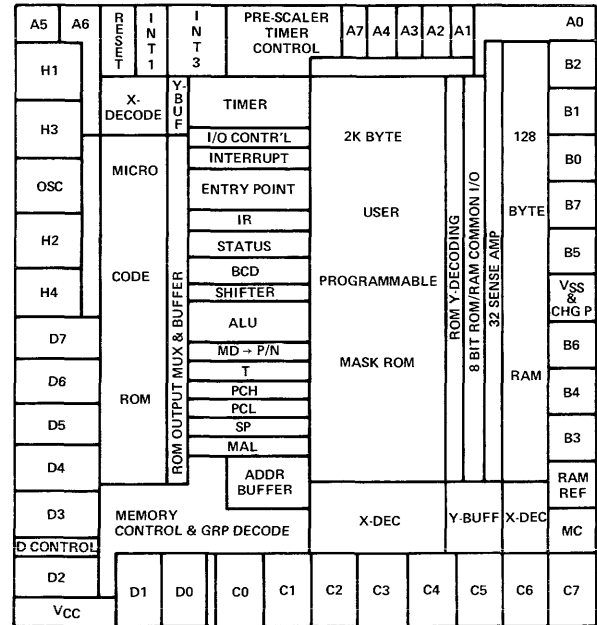 A5
A6
RESET
INT1
INT3
PRE-SCALER
TIMER
CONTROL
A7
A4
A3
A2
A1
A0
H1
H3
OSC
H2
H4
D7
D6
D5
D4
D3
D CONTROL
D2
VCC
X-
DECODE
Y-
BUF
MICRO
CODE
ROM
ROM OUTPUT MUX & BUFFER
TIMER
I/O CONTR'L
INTERRUPT
ENTRY POINT
IR
STATUS
BCD
SHIFTER
ALU
MD → P/N
T
PCH
PCL
SP
MAL
ADDR
BUFFER
MEMORY
CONTROL & GRP DECODE
2K BYTE
USER
PROGRAMMABLE
MASK ROM
ROM Y-DECODING
8 BIT ROM/RAM COMMON I/O
32 SENSE AMP
128
BYTE
RAM
X-DEC
Y-BUFF
X-DEC
B2
B1
B0
B7
B5
VSS
&
CHG P
B6
B4
B3
RAM
REF
MC
D1
D0
C0
C1
C2
C3
C4
C5
C6
C7